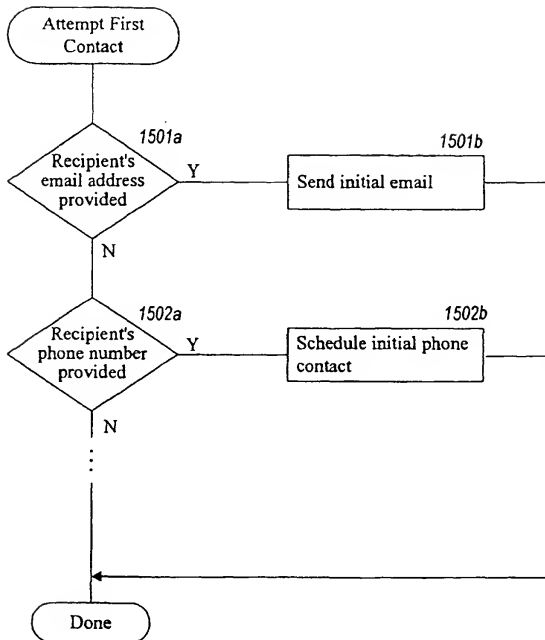 Attempt First
Contact
1501a
Recipient's
email address
provided
Y
1501b
Send initial email
N
1502a
Recipient's
phone number
provided
Y
1502b
Schedule initial phone
contact
N
Done